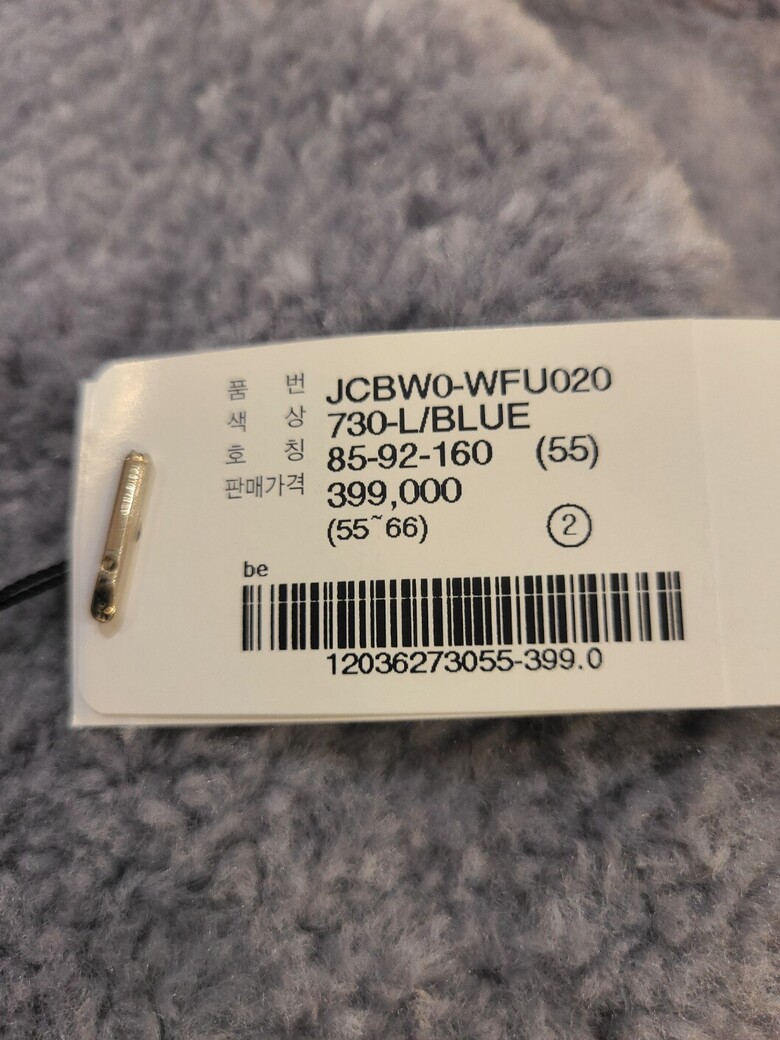 품 번 JCBW0-WFU020
색 상 730-L/BLUE
호 칭 85-92-160 (55)
판매가격 399,000
(55~66) ②
be
12036273055-399.0